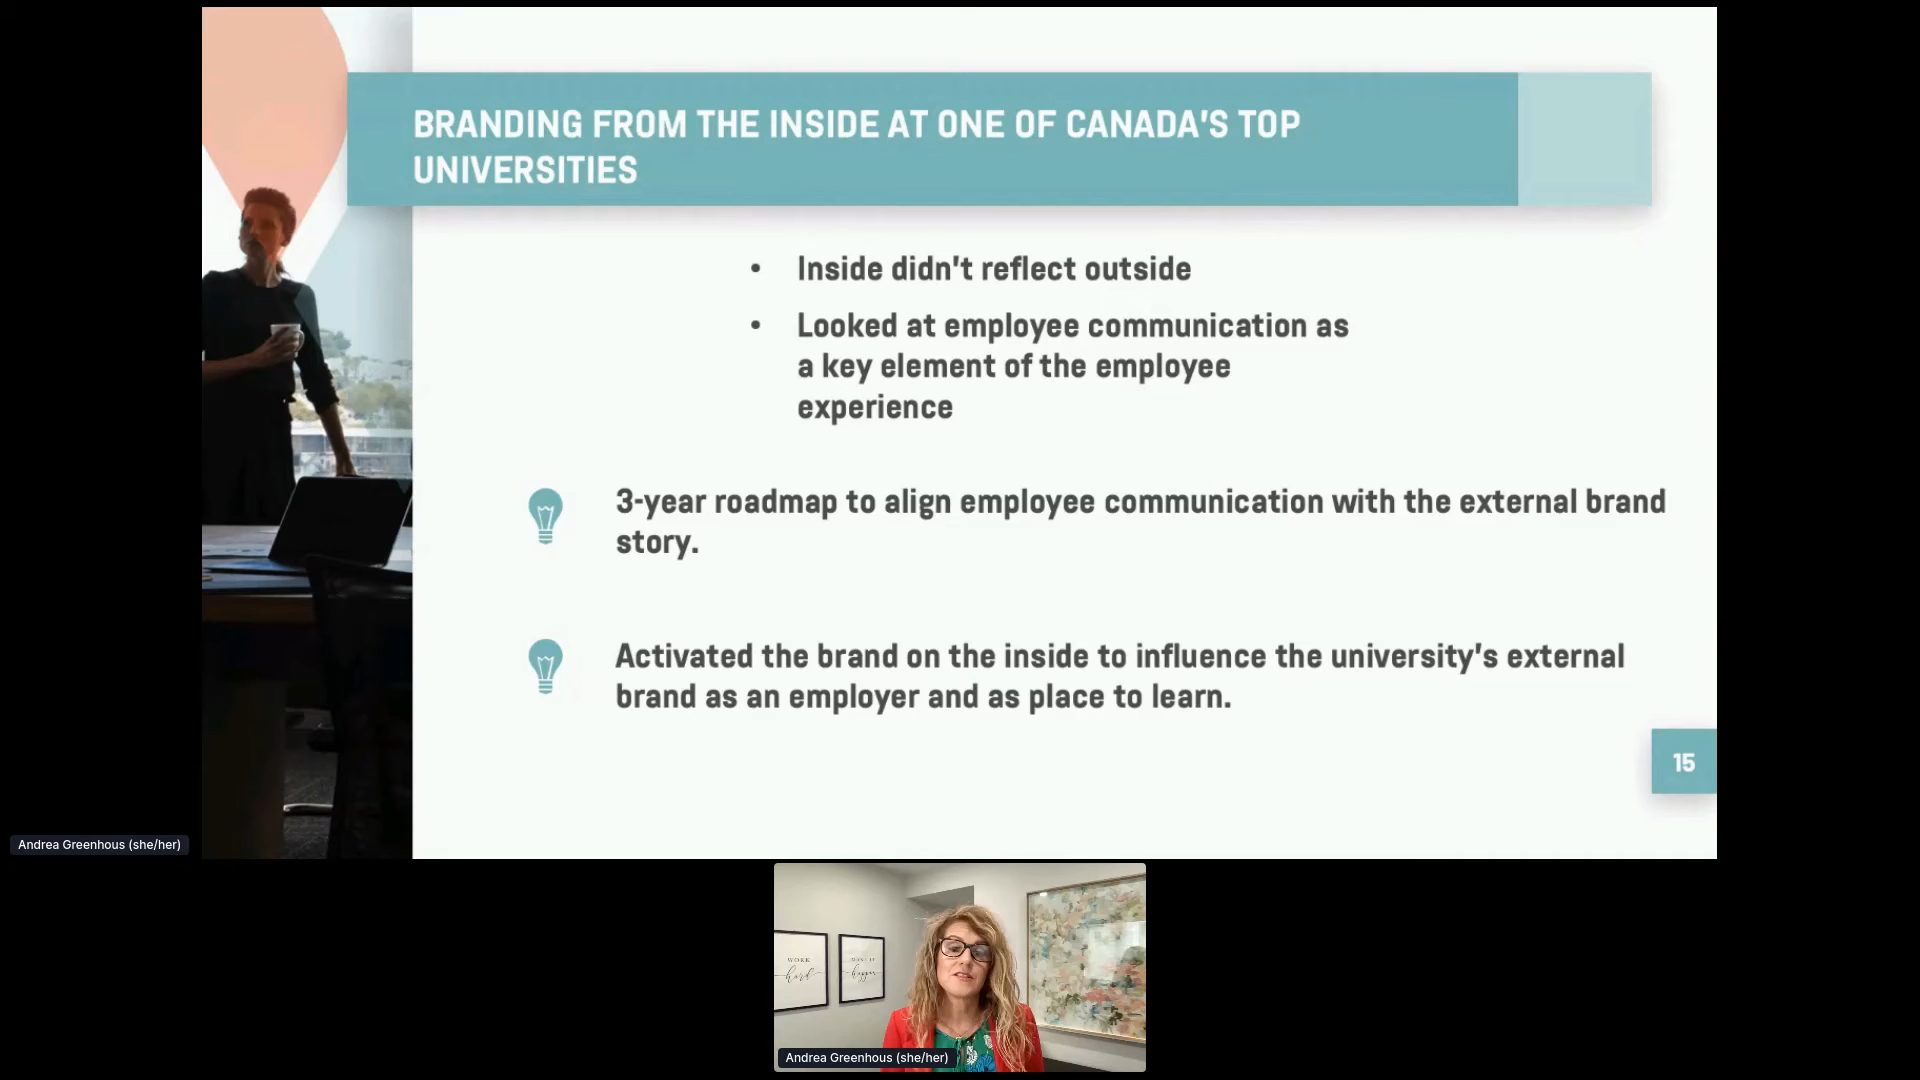 BRANDING FROM THE INSIDE AT ONE OF CANADA'S TOP
UNIVERSITIES
• Inside didn't reflect outside
• Looked at employee communication as
a key element of the employee
experience
3-year roadmap to align employee communication with the external brand
story.
Activated the brand on the inside to influence the university's external
brand as an employer and as place to learn.
15
Andrea Greenhous (she/her)
WORK
hard
happen
Andrea Greenhous (she/her)